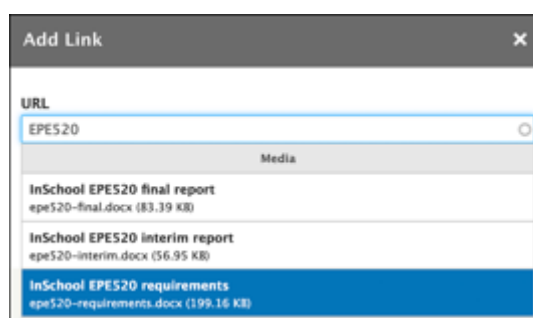 Add Link
URL
EPE520
Media
InSchool EPE520 final report
epe520-final.docx (83.39 KB)
InSchool EPE520 interim report
epe520-interim.docx (56.95 KB)
InSchool EPE520 requirements
epe520-requirements.docx (199.16 KB)